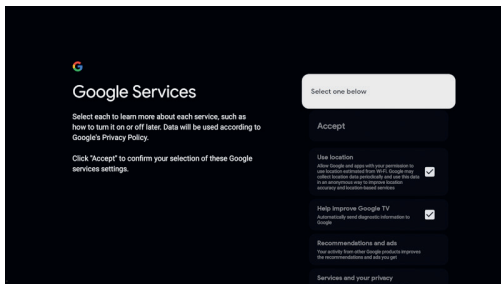 Google Services
Select each to learn more about each service, such as
how to turn it on or off later. Data will be used according to
Google's Privacy Policy.
Click "Accept" to confirm your selection of these Google
services settings.
Select one below
Accept
Use location
Allow Google and apps with your permission to
use location estimated from Wi-Fi. Google may
collect location data periodically and use this data
in an anonymous way to improve location
accuracy and location-based services
Help improve Google TV
Automatically send diagnostic information to
Google
Recommendations and ads
Your activity from other Google products improves
the recommendations and ads you get
Services and your privacy